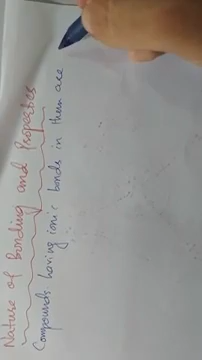 Nature of Bonding and Properties
Compounds having ionic bonds in them are